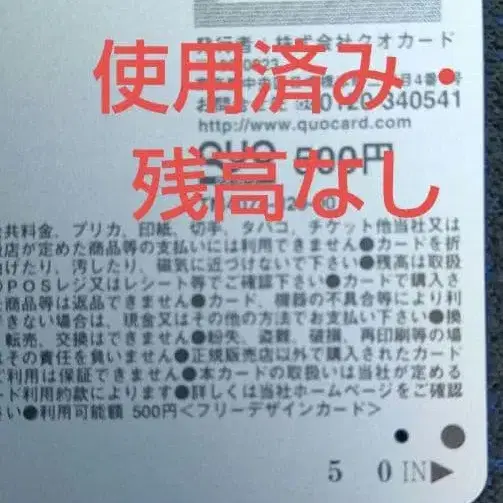 発行者・株式会社クオカード
使用済み・
0120-340541
http://www.quocard.com
QUO 500円
残高なし
共料金、プリカ、印紙、切手、タバコ、チケット他当社又は
店が定めた商品等の支払いには利用できません●カードを折
曲げたり、汚したり、磁気に近づけないで下さい●残高は取扱
のPOSレジ又はレシート等でご確認下さい●カードで購入さ
た商品等は返品できません●カード、機器の不具合等により利
できない場合は、現金又はその他の方法でお支払い下さい●換
、転売、交換はできません●紛失、盗難、破損、再印刷等の場
はその責任を負いません●正規販売店以外で購入されたカード
ご利用は保証できません●本カードの取扱いは当社が定める
ード利用約款によります●詳しくは当社ホームページをご確認
さい●利用可能額 500円<フリーデザインカード>
5 0 IN▶